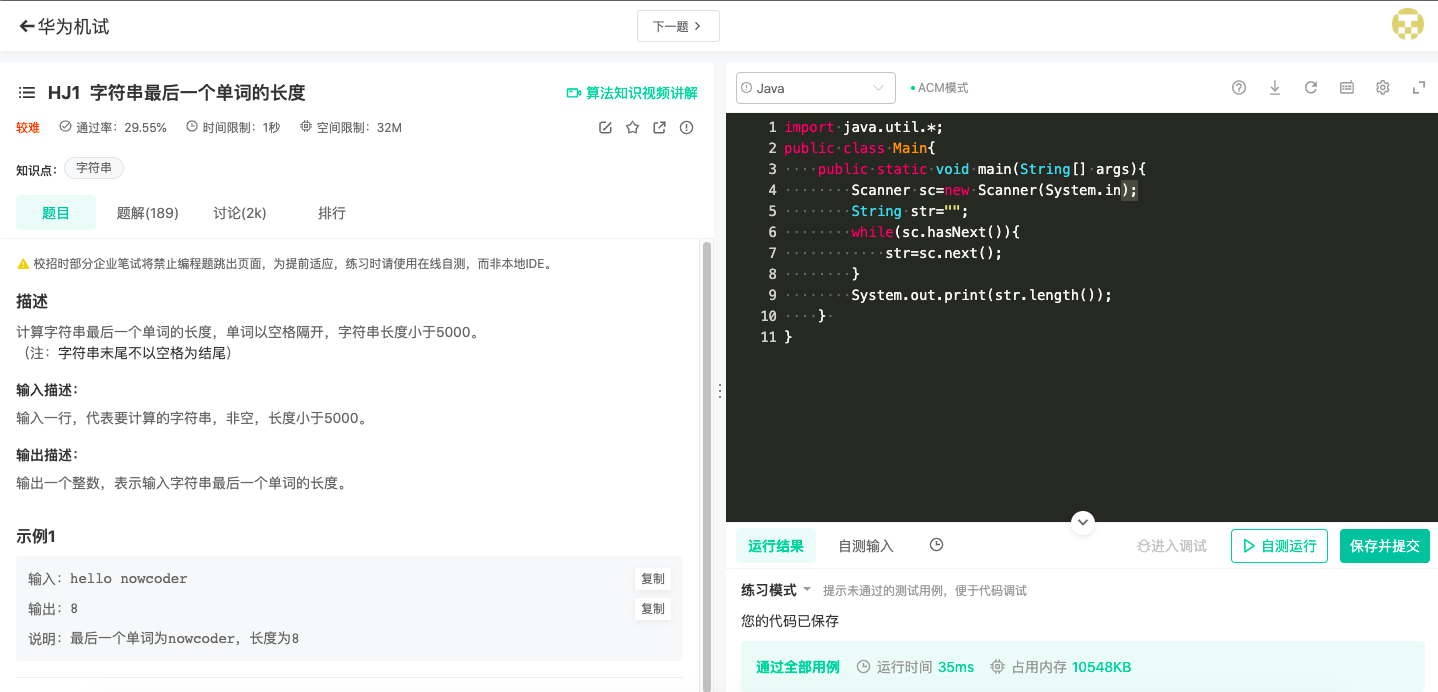 华为机试
下一题
HJ1 字符串最后一个单词的长度
算法知识视频讲解
较难 通过率：29.55% 时间限制：1秒 空间限制：32M
知识点： 字符串
题目 题解(189) 讨论(2k) 排行
校招时部分企业笔试将禁止编程题跳出页面，为提前适应，练习时请使用在线自测，而非本地IDE。
描述
计算字符串最后一个单词的长度，单词以空格隔开，字符串长度小于5000。
（注：字符串末尾不以空格为结尾）
输入描述：
输入一行，代表要计算的字符串，非空，长度小于5000。
输出描述：
输出一个整数，表示输入字符串最后一个单词的长度。
示例1
输入：hello nowcoder 复制
输出：8 复制
说明：最后一个单词为nowcoder，长度为8
Java ACM模式
1 import java.util.*;
2 public class Main{
3     public static void main(String[] args){
4         Scanner sc=new Scanner(System.in);
5         String str="";
6         while(sc.hasNext()){
7             str=sc.next();
8         }
9         System.out.print(str.length());
10     }
11 }
运行结果 自测输入 进入调试 自测运行 保存并提交
练习模式 提示未通过的测试用例，便于代码调试
您的代码已保存
通过全部用例 运行时间 35ms 占用内存 10548KB